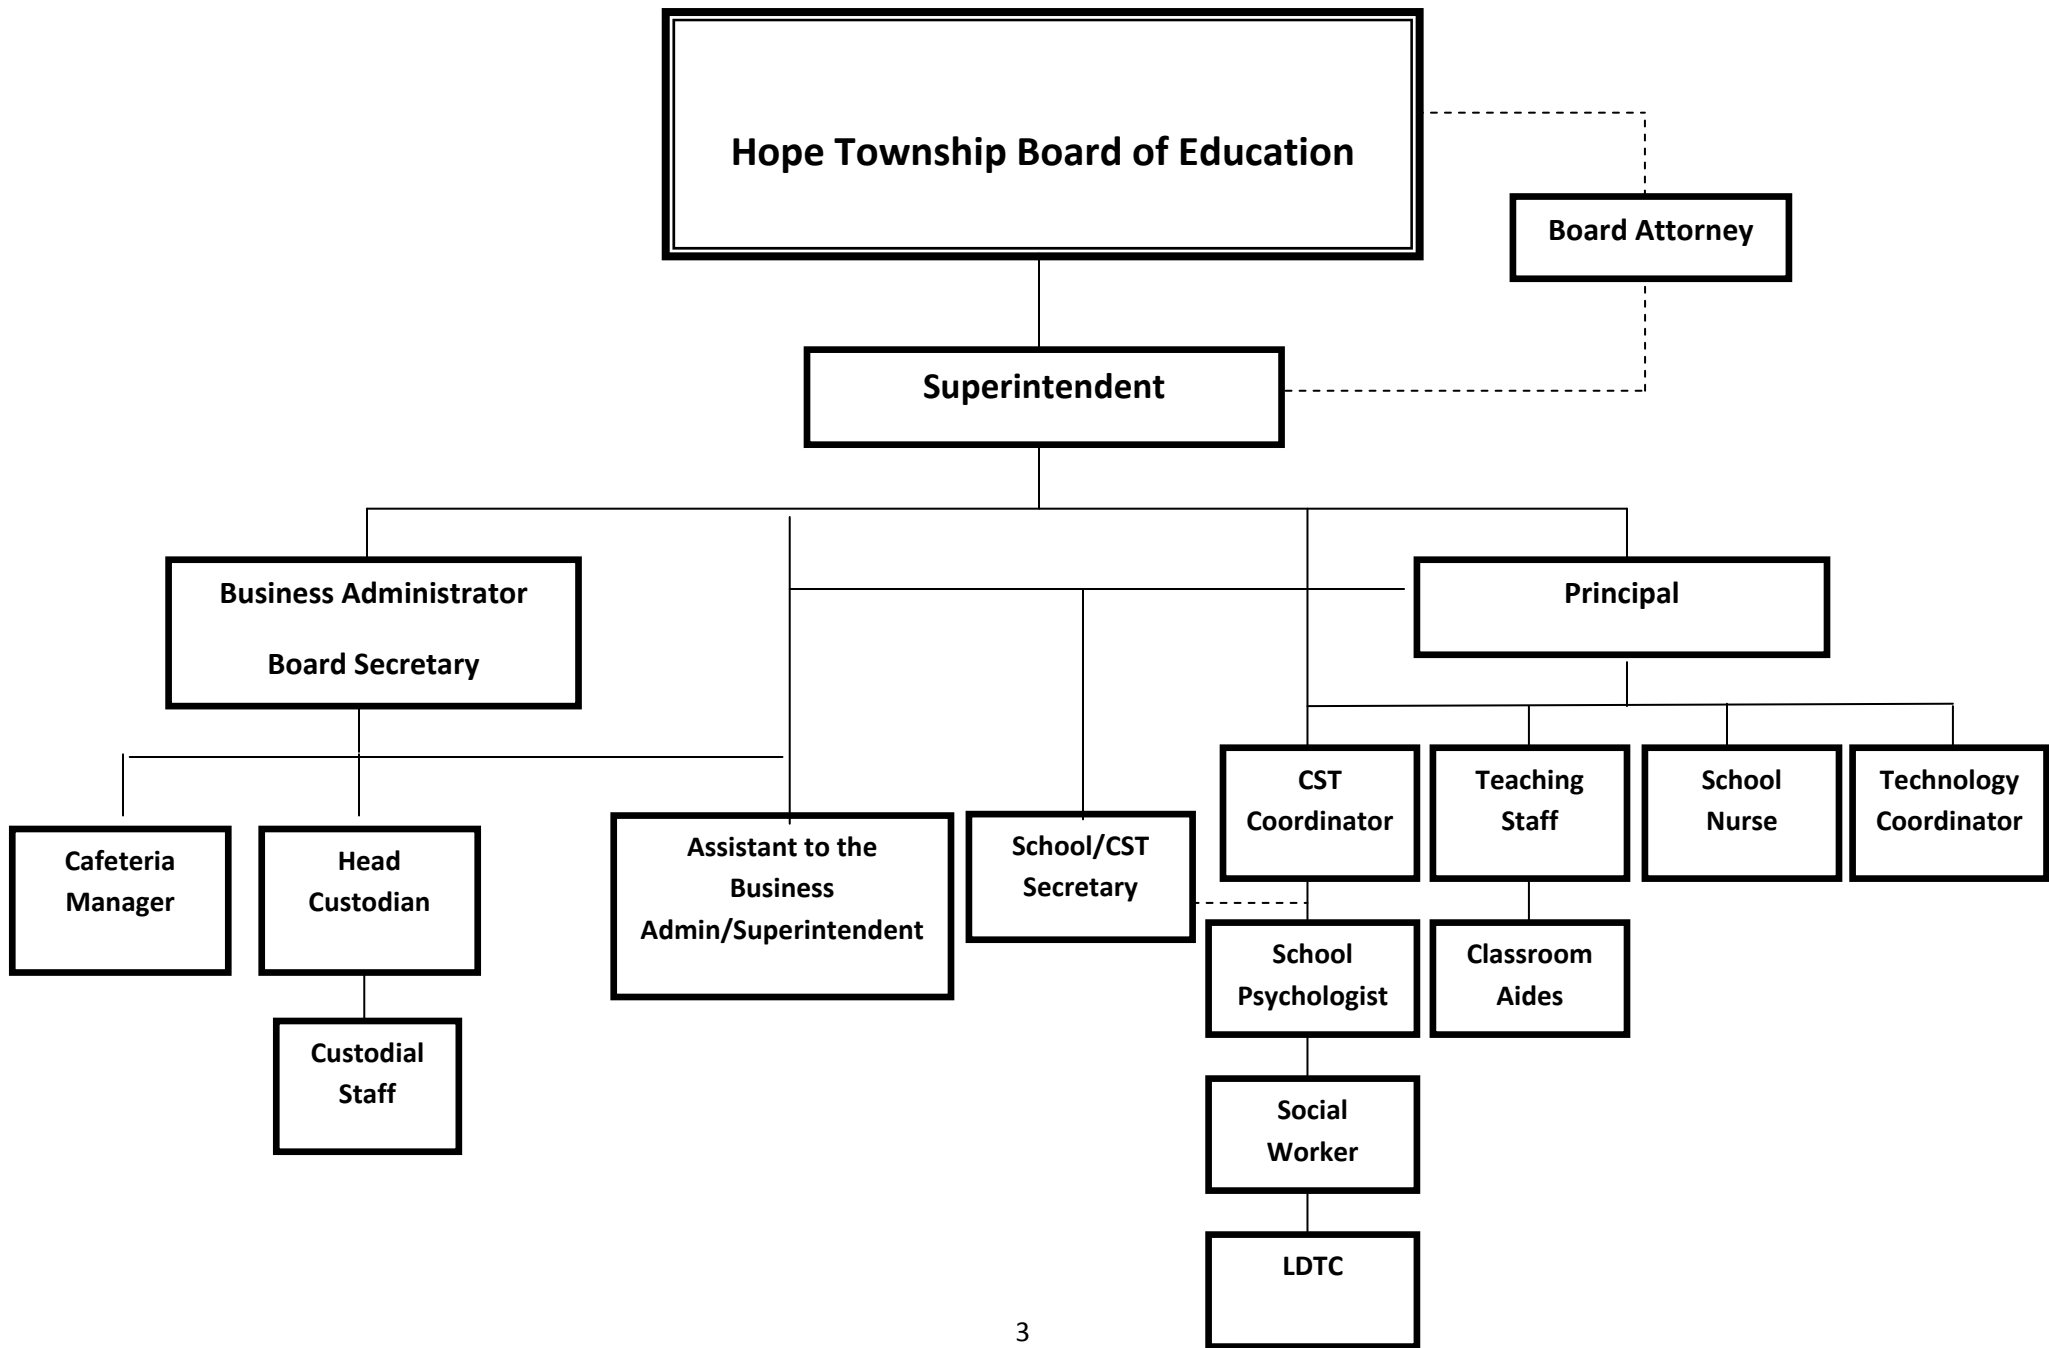 Hope Township Board of Education
Board Attorney
Superintendent
Business Administrator
Board Secretary
Principal
CST
Coordinator
Teaching
Staff
School
Nurse
Technology
Coordinator
Cafeteria
Manager
Head
Custodian
Assistant to the
Business
Admin/Superintendent
School/CST
Secretary
School
Psychologist
Classroom
Aides
Custodial
Staff
Social
Worker
LDTC
3